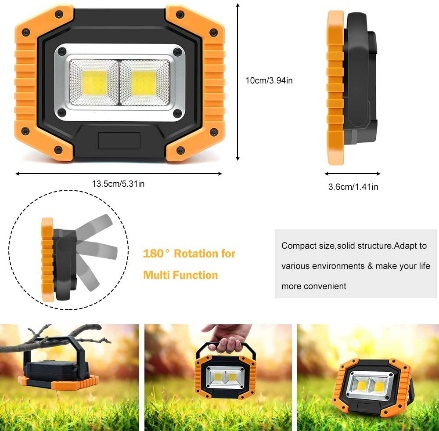 10cm/3.94in
13.5cm/5.31in
3.6cm/1.41in
180° Rotation for
Multi Function
Compact size,solid structure.Adapt to
various environments & make your life
more convenient